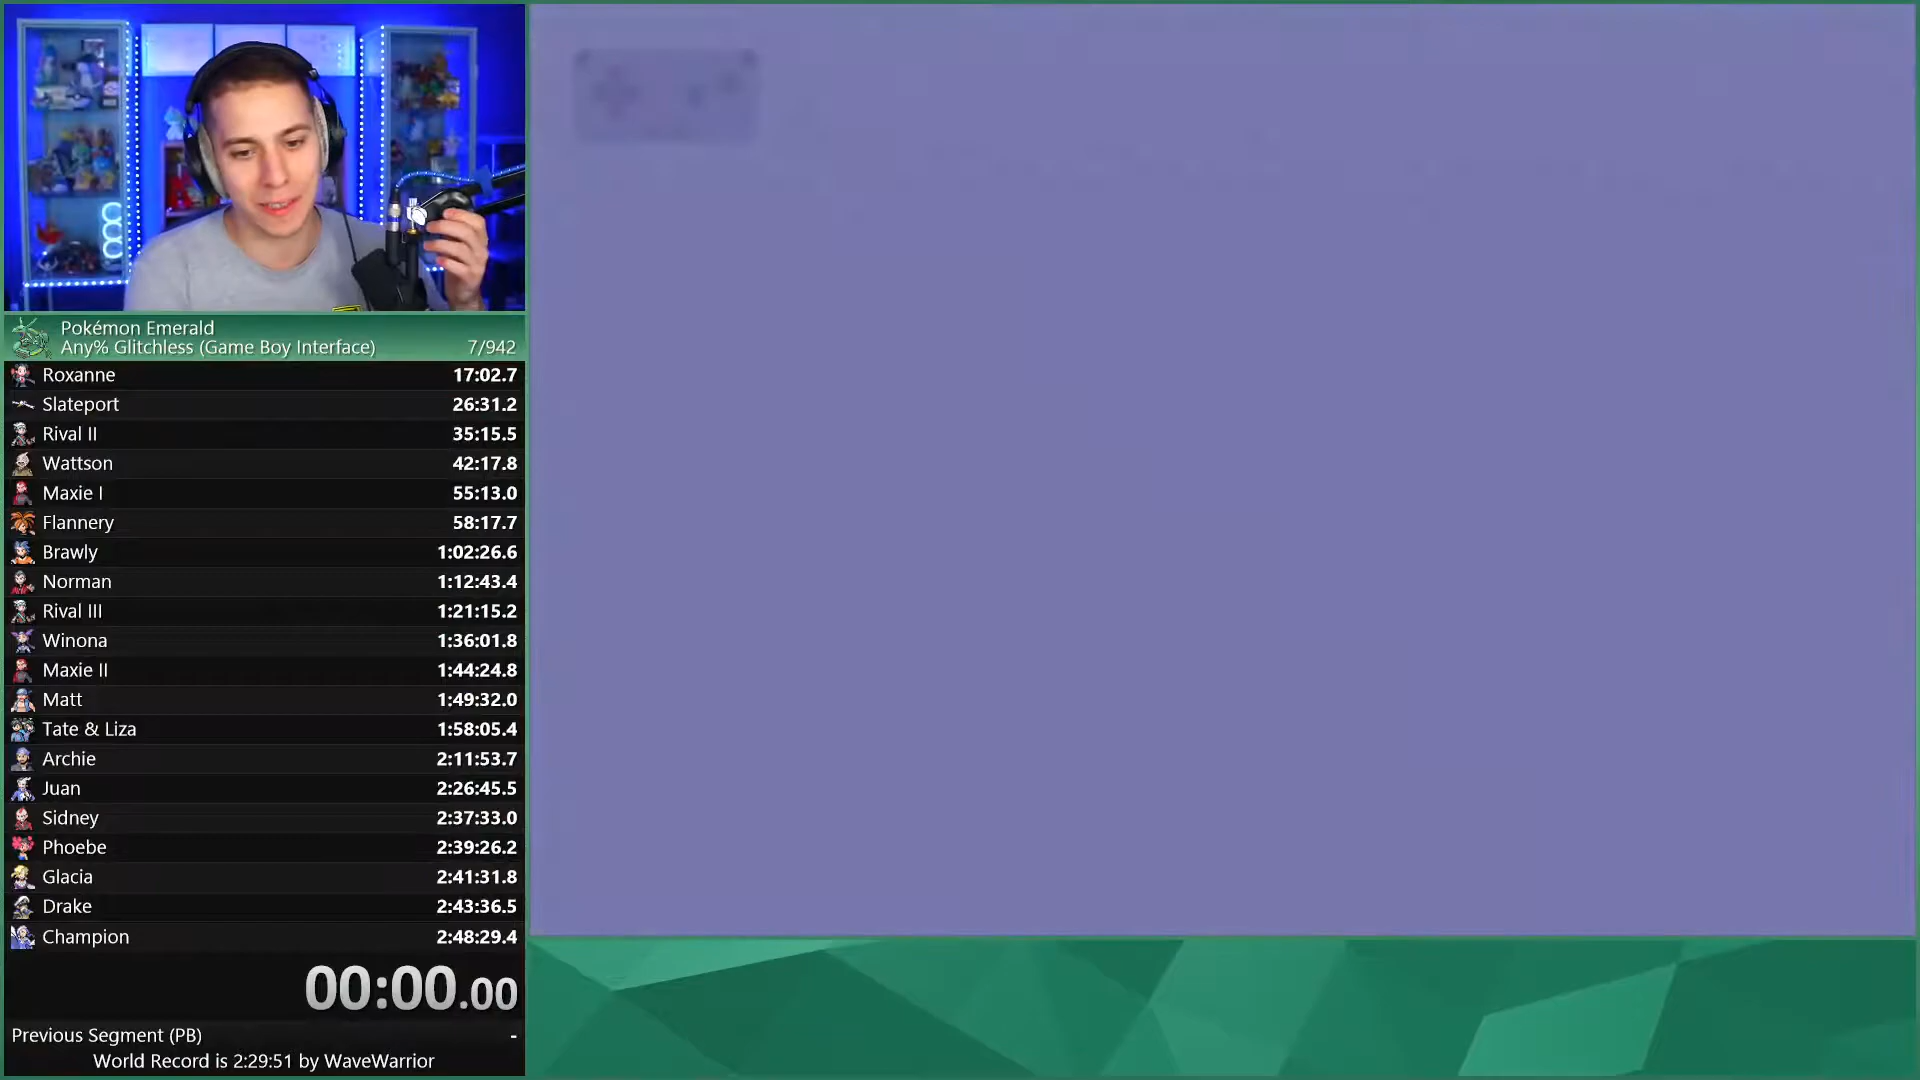 Pokémon Emerald
Any% Glitchless (Game Boy Interface) 7/942
Roxanne 17:02.7
Slateport 26:31.2
Rival II 35:15.5
Wattson 42:17.8
Maxie I 55:13.0
Flannery 58:17.7
Brawly 1:02:26.6
Norman 1:12:43.4
Rival III 1:21:15.2
Winona 1:36:01.8
Maxie II 1:44:24.8
Matt 1:49:32.0
Tate & Liza 1:58:05.4
Archie 2:11:53.7
Juan 2:26:45.5
Sidney 2:37:33.0
Phoebe 2:39:26.2
Glacia 2:41:31.8
Drake 2:43:36.5
Champion 2:48:29.4
00:00.00
Previous Segment (PB) -
World Record is 2:29:51 by WaveWarrior